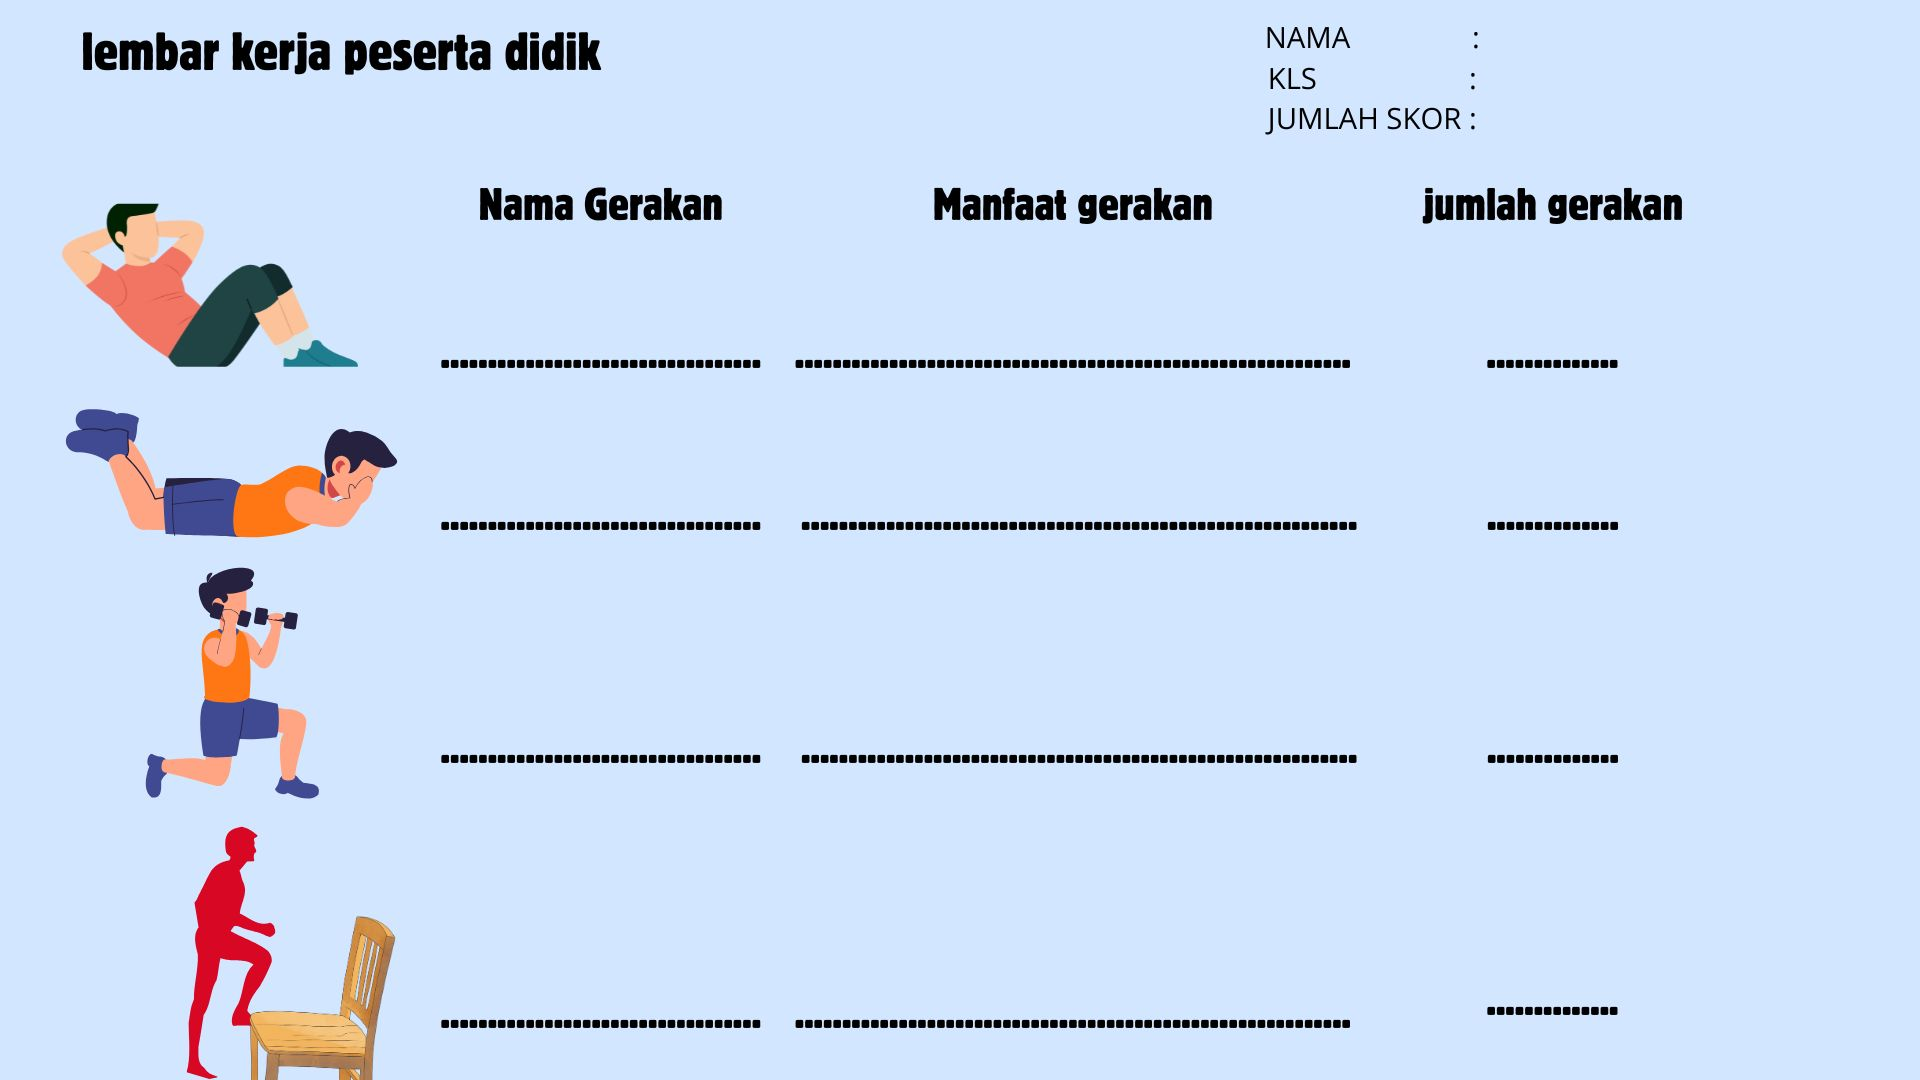 lembar kerja peserta didik
NAMA :
KLS :
JUMLAH SKOR :
Nama Gerakan Manfaat gerakan jumlah gerakan
.................................. ........................................................... ..............
.................................. ........................................................... ..............
.................................. ........................................................... ..............
.................................. ........................................................... ..............